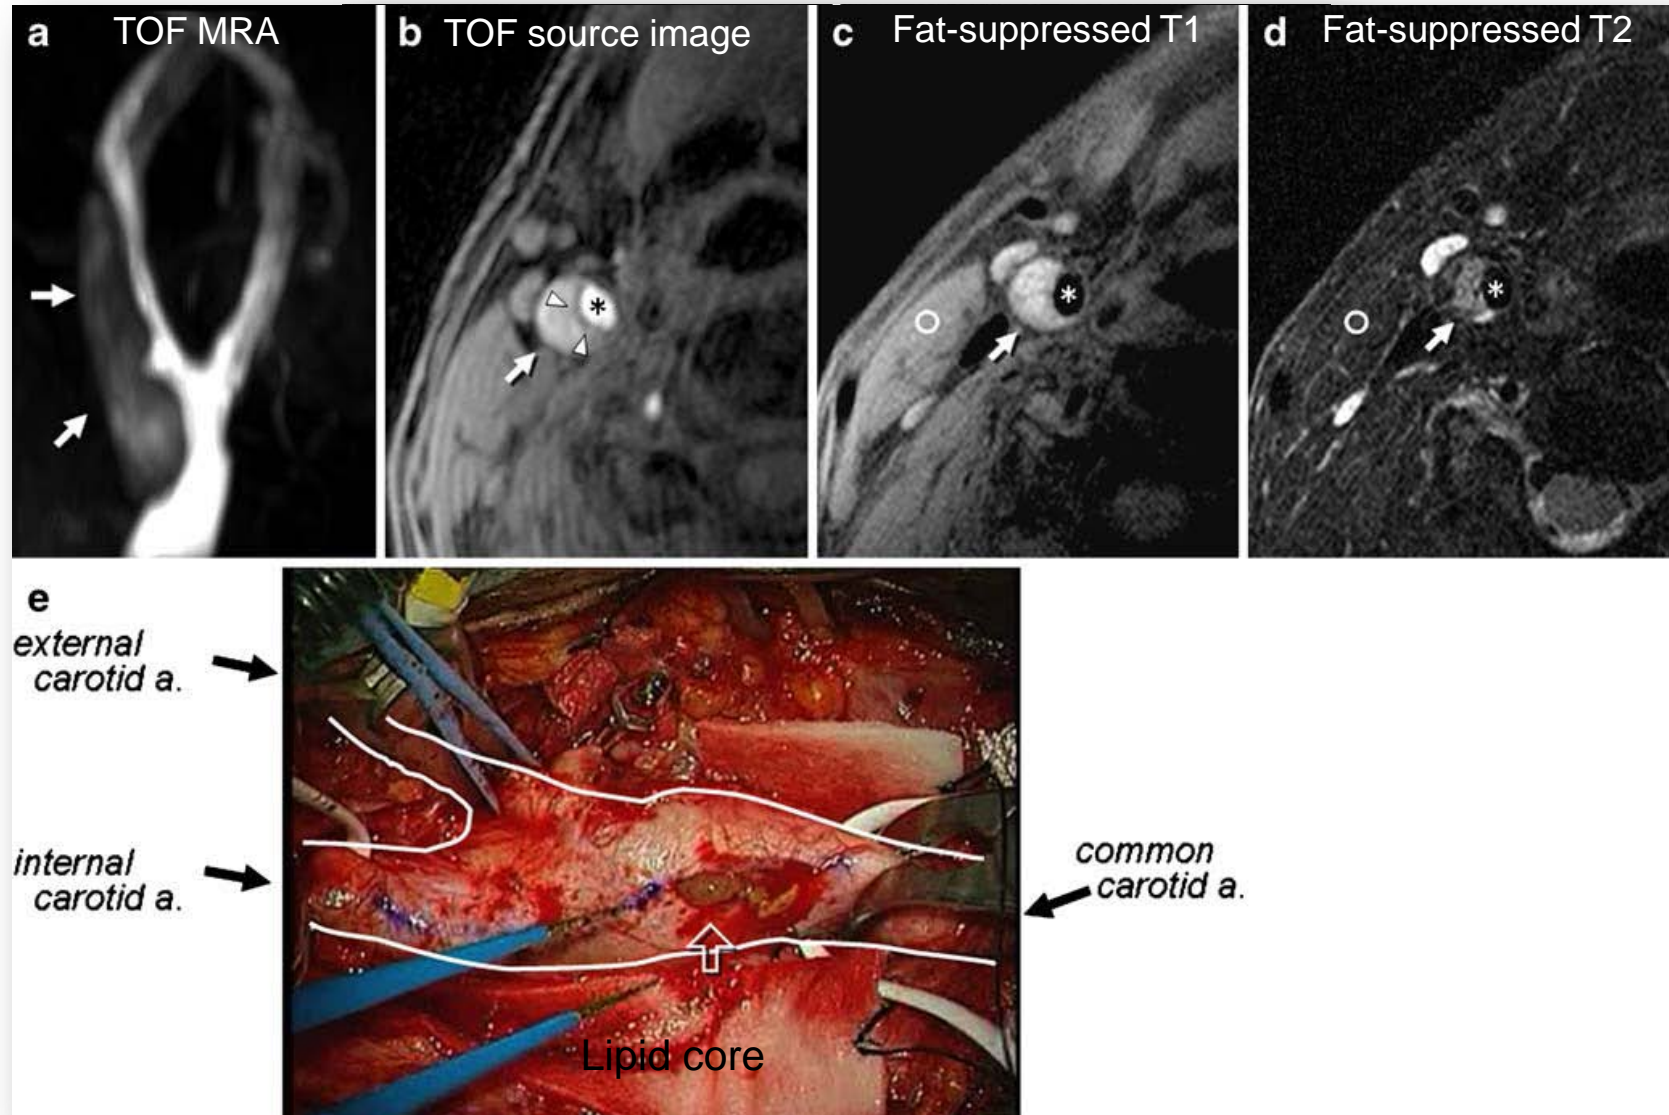 a TOF MRA
b TOF source image
c Fat-suppressed T1
d Fat-suppressed T2
*
*
*
e
external
carotid a.
internal
carotid a.
common
carotid a.
Lipid core